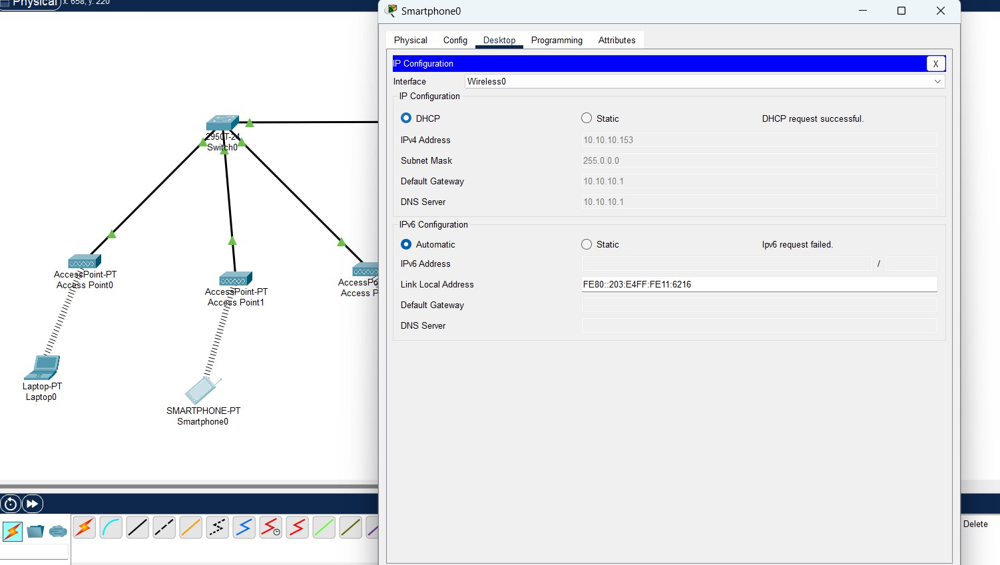 Physical x: 658, y: 220
Smartphone0
Physical Config Desktop Programming Attributes
IP Configuration X
Interface Wireless0
IP Configuration
DHCP Static DHCP request successful.
IPv4 Address 10.10.10.153
Subnet Mask 255.0.0.0
Default Gateway 10.10.10.1
DNS Server 10.10.10.1
IPv6 Configuration
Automatic Static Ipv6 request failed.
IPv6 Address /
Link Local Address FE80::203:E4FF:FE11:6216
Default Gateway
DNS Server
2950T-24
Switch0
AccessPoint-PT
Access Point0
AccessPoint-PT
Access Point1
AccessPo
Access P
Laptop-PT
Laptop0
SMARTPHONE-PT
Smartphone0
Delete